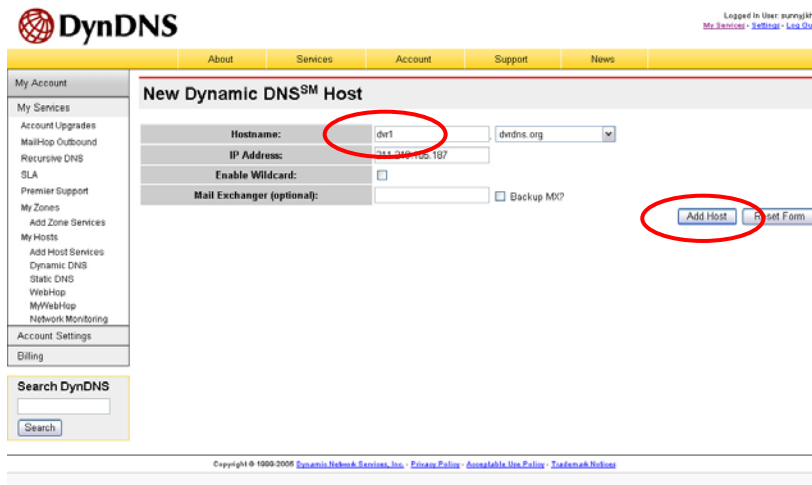 DynDNS
Logged In User:
My Services - Settings - Log Ou
About Services Account Support News
My Account
My Services
Account Upgrades
MailHop Outbound
Recursive DNS
SLA
Premier Support
My Zones
Add Zone Services
My Hosts
Add Host Services
Dynamic DNS
Static DNS
WebHop
MyWebHop
Network Monitoring
Account Settings
Billing
Search DynDNS
Search
New Dynamic DNSSM Host
Hostname: dvr1 . dvrdns.org
IP Address:
Enable Wildcard:
Mail Exchanger (optional): Backup MX?
Add Host Reset Form
Copyright © 1999-2006 Dynamic Network Services, Inc. - Privacy Policy - Acceptable Use Policy - Trademark Notices